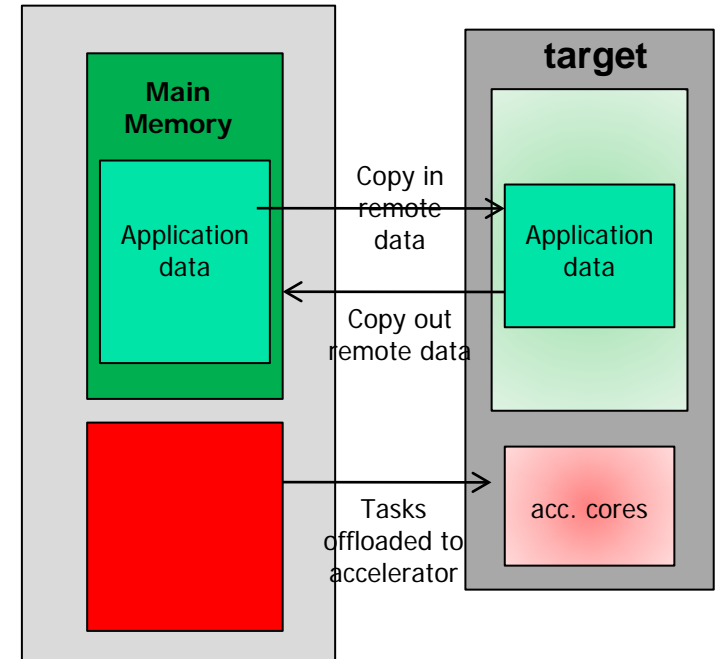 target
Main
Memory
Copy in
remote
data
Application
data
Application
data
Copy out
remote data
Tasks
offloaded to
accelerator
acc. cores